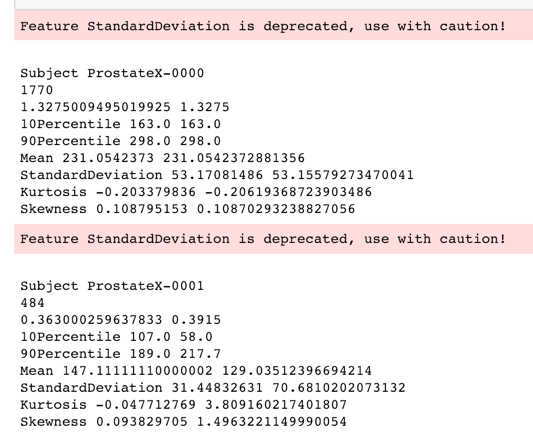 Feature StandardDeviation is deprecated, use with caution!
Subject ProstateX-0000
1770
1.3275009495019925 1.3275
10Percentile 163.0 163.0
90Percentile 298.0 298.0
Mean 231.0542373 231.0542372881356
StandardDeviation 53.17081486 53.15579273470041
Kurtosis -0.203379836 -0.20619368723903486
Skewness 0.108795153 0.10870293238827056
Feature StandardDeviation is deprecated, use with caution!
Subject ProstateX-0001
484
0.363000259637833 0.3915
10Percentile 107.0 58.0
90Percentile 189.0 217.7
Mean 147.11111110000002 129.03512396694214
StandardDeviation 31.44832631 70.6810202073132
Kurtosis -0.047712769 3.809160217401807
Skewness 0.093829705 1.4963221149990054